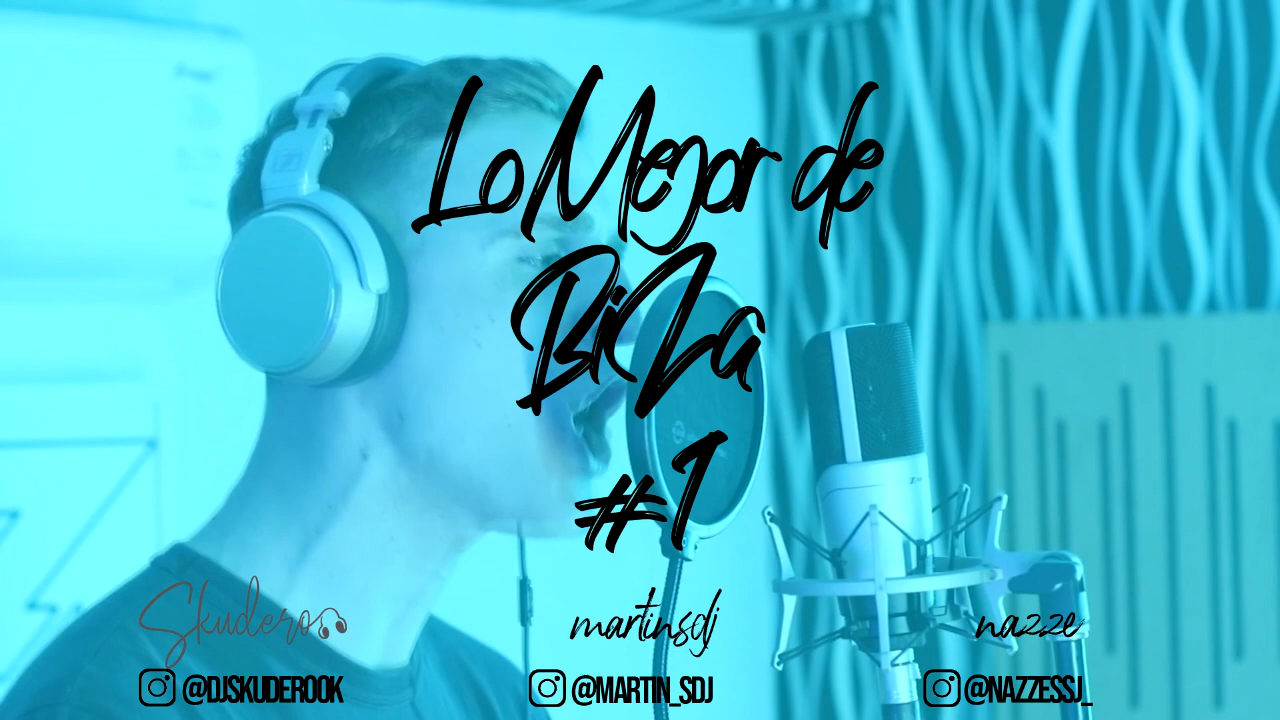 Lo Mejor de
BiZa
#1
Skudero
martinsdj
nazze
@DJSKUDEROOK
@MARTIN_SDJ
@NAZZESSJ_